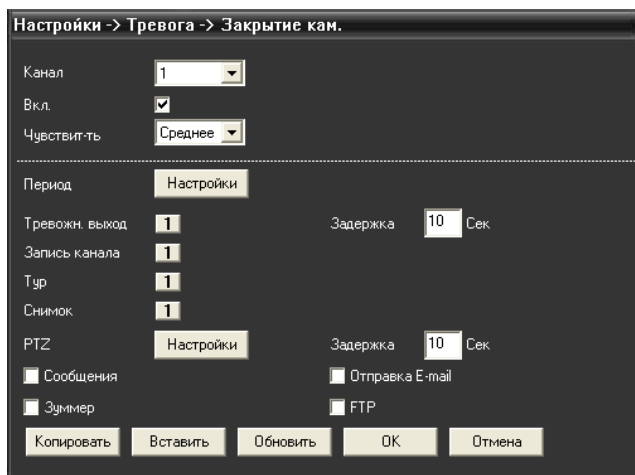 Настройки -> Тревога -> Закрытие кам.
Канал 1
Вкл.
Чувствит-ть Среднее
Период Настройки
Тревожн. выход 1 Задержка 10 Сек
Запись канала 1
Тур 1
Снимок 1
PTZ Настройки Задержка 10 Сек
Сообщения Отправка E-mail
Зуммер FTP
Копировать Вставить Обновить OK Отмена